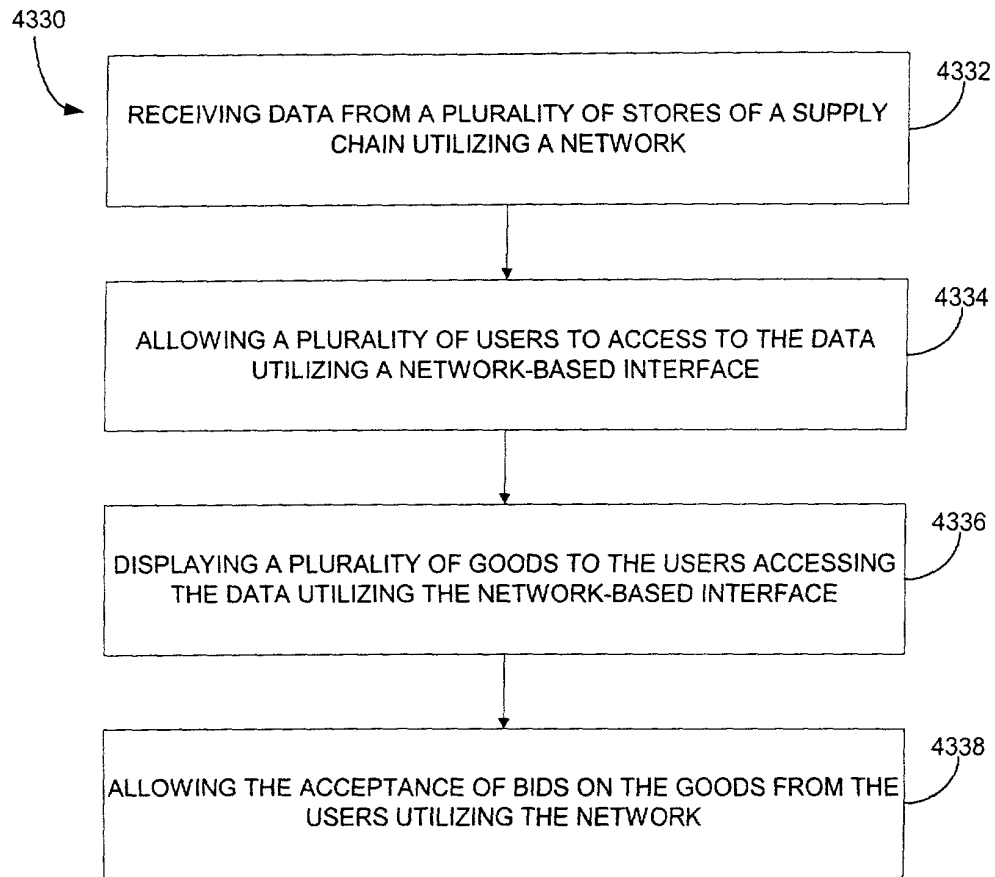 4330
4332
RECEIVING DATA FROM A PLURALITY OF STORES OF A SUPPLY
CHAIN UTILIZING A NETWORK
4334
ALLOWING A PLURALITY OF USERS TO ACCESS TO THE DATA
UTILIZING A NETWORK-BASED INTERFACE
4336
DISPLAYING A PLURALITY OF GOODS TO THE USERS ACCESSING
THE DATA UTILIZING THE NETWORK-BASED INTERFACE
4338
ALLOWING THE ACCEPTANCE OF BIDS ON THE GOODS FROM THE
USERS UTILIZING THE NETWORK